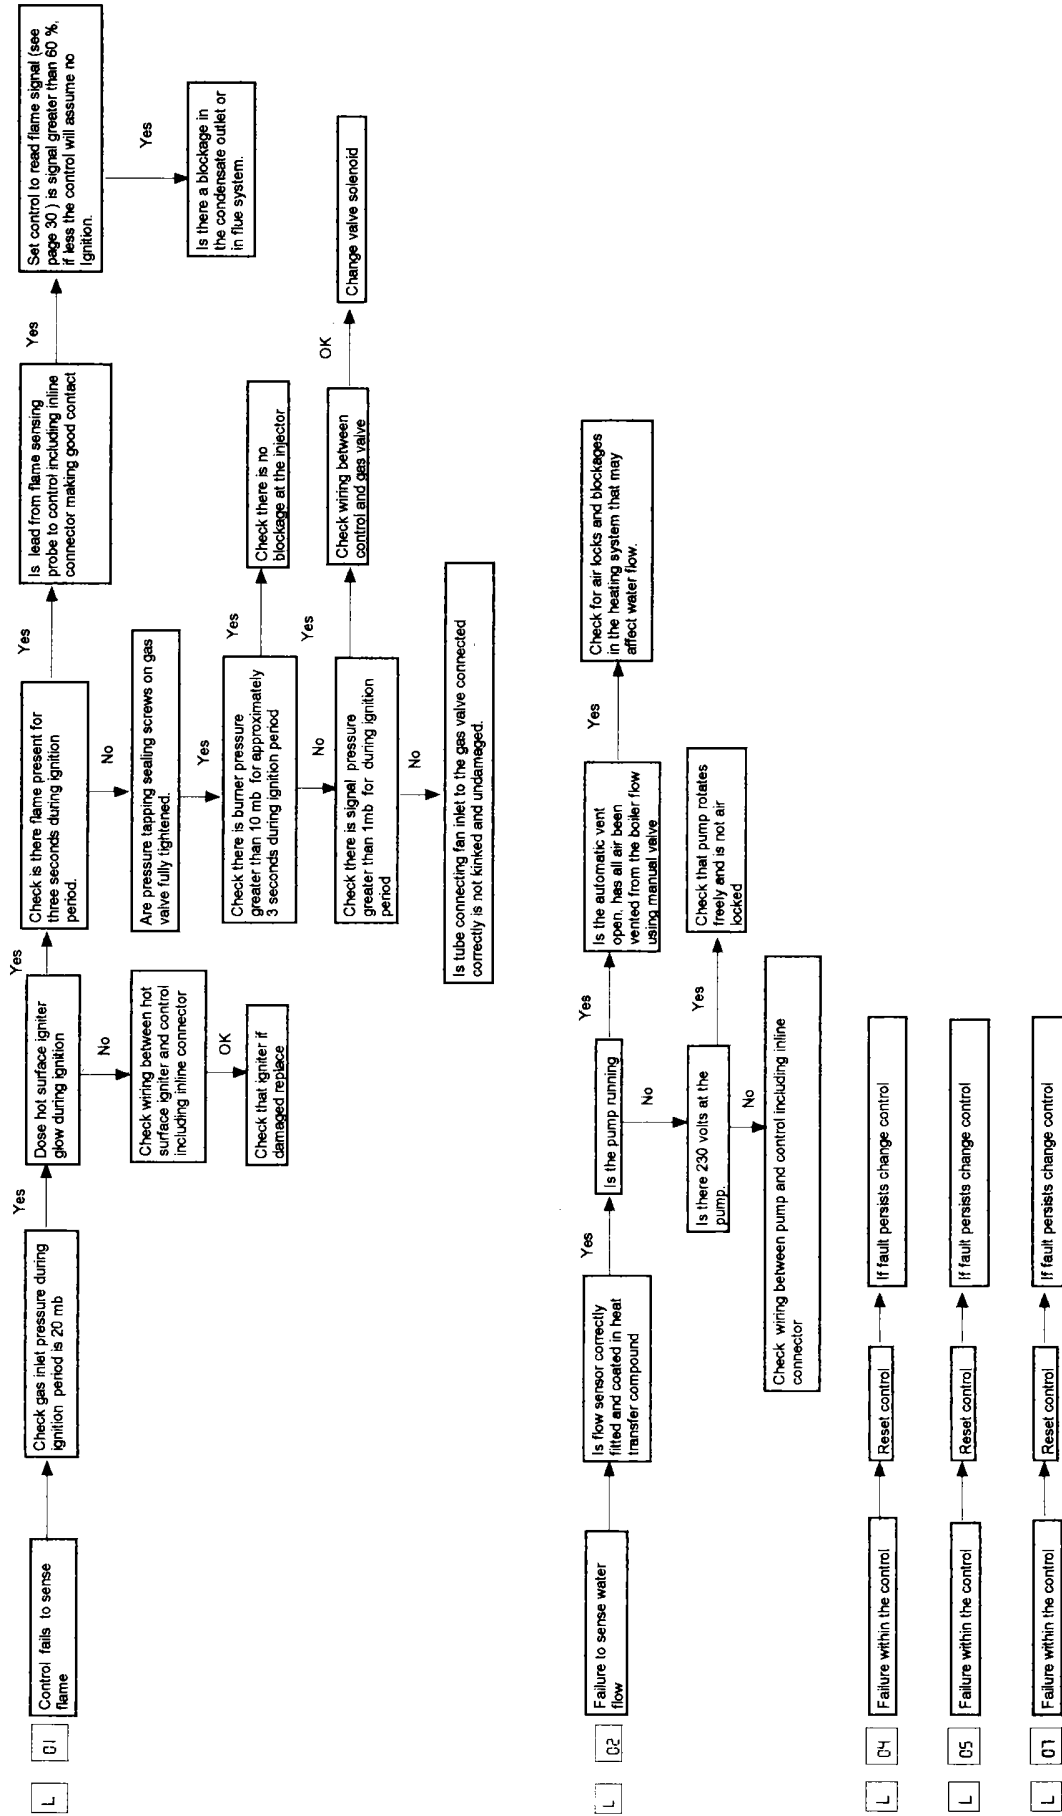 L 01
Control fails to sense
flame
Check gas inlet pressure during
ignition period is 20 mb
Yes
Dose hot surface igniter
glow during ignition
Yes
Check is there flame present for
three seconds during ignition
period.
Yes
Is lead from flame sensing
probe to control including inline
connector making good contact
Yes
Set control to read flame signal (see
page 30 ) is signal greater than 60 %,
if less the control will assume no
Ignition.
Yes
Is there a blockage in
the condensate outlet or
in flue system.
No
Check wiring between hot
surface igniter and control
including inline connector
OK
Check that igniter if
damaged replace
No
Are pressure tapping sealing screws on gas
valve fully tightened.
Yes
Check there is burner pressure
greater than 10 mb for approximately
3 seconds during ignition period
Yes
Check there is no
blockage at the injector
No
Check there is signal pressure
greater than 1mb for during ignition
period
Yes
Check wiring between
control and gas valve
OK
Change valve solenoid
No
Is tube connecting fan inlet to the gas valve connected
correctly is not kinked and undamaged.
L 02
Failure to sense water
flow
Is flow sensor correctly
fitted and coated in heat
transfer compound
Yes
Is the pump running
Yes
Is the automatic vent
open, has all air been
vented from the boiler flow
using manual valve
Yes
Check for air locks and blockages
in the heating system that may
affect water flow.
No
Is there 230 volts at the
pump.
Yes
Check that pump rotates
freely and is not air
locked
No
Check wiring between pump and control including inline
connector
L 04
Failure within the control
Reset control
If fault persists change control
L 05
Failure within the control
Reset control
If fault persists change control
L 07
Failure within the control
Reset control
If fault persists change control